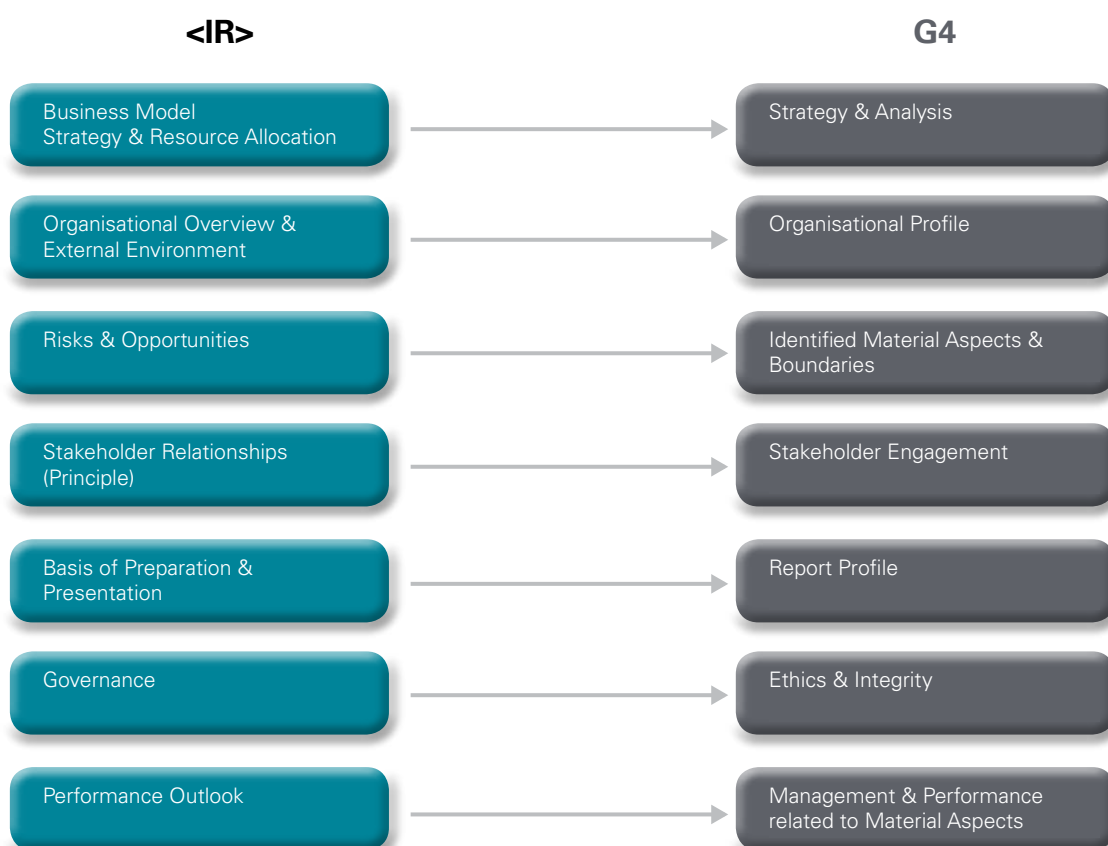 <IR>
G4
Business Model
Strategy & Resource Allocation
Strategy & Analysis
Organisational Overview &
External Environment
Organisational Profile
Risks & Opportunities
Identified Material Aspects &
Boundaries
Stakeholder Relationships
(Principle)
Stakeholder Engagement
Basis of Preparation &
Presentation
Report Profile
Governance
Ethics & Integrity
Performance Outlook
Management & Performance
related to Material Aspects